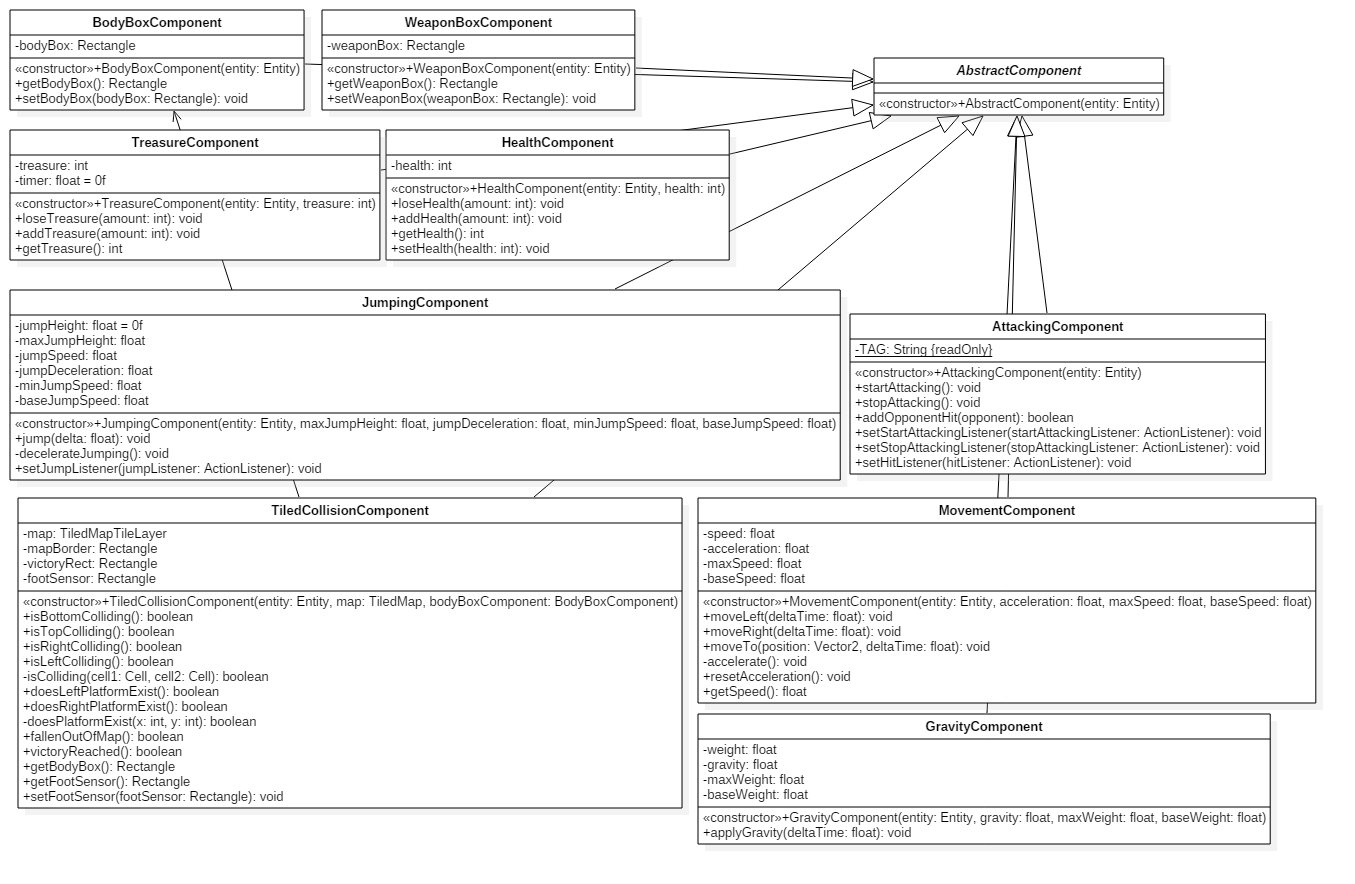 BodyBoxComponent
-bodyBox: Rectangle
«constructor»+BodyBoxComponent(entity: Entity)
+getBodyBox(): Rectangle
+setBodyBox(bodyBox: Rectangle): void
WeaponBoxComponent
-weaponBox: Rectangle
«constructor»+WeaponBoxComponent(entity: Entity)
+getWeaponBox(): Rectangle
+setWeaponBox(weaponBox: Rectangle): void
AbstractComponent
«constructor»+AbstractComponent(entity: Entity)
TreasureComponent
-treasure: int
-timer: float = 0f
«constructor»+TreasureComponent(entity: Entity, treasure: int)
+loseTreasure(amount: int): void
+addTreasure(amount: int): void
+getTreasure(): int
HealthComponent
-health: int
«constructor»+HealthComponent(entity: Entity, health: int)
+loseHealth(amount: int): void
+addHealth(amount: int): void
+getHealth(): int
+setHealth(health: int): void
JumpingComponent
-jumpHeight: float = 0f
-maxJumpHeight: float
-jumpSpeed: float
-jumpDeceleration: float
-minJumpSpeed: float
-baseJumpSpeed: float
«constructor»+JumpingComponent(entity: Entity, maxJumpHeight: float, jumpDeceleration: float, minJumpSpeed: float, baseJumpSpeed: float)
+jump(delta: float): void
-decelerateJumping(): void
+setJumpListener(jumpListener: ActionListener): void
AttackingComponent
-TAG: String {readOnly}
«constructor»+AttackingComponent(entity: Entity)
+startAttacking(): void
+stopAttacking(): void
+addOpponentHit(opponent): boolean
+setStartAttackingListener(startAttackingListener: ActionListener): void
+setStopAttackingListener(stopAttackingListener: ActionListener): void
+setHitListener(hitListener: ActionListener): void
TiledCollisionComponent
-map: TiledMapTileLayer
-mapBorder: Rectangle
-victoryRect: Rectangle
-footSensor: Rectangle
«constructor»+TiledCollisionComponent(entity: Entity, map: TiledMap, bodyBoxComponent: BodyBoxComponent)
+isBottomColliding(): boolean
+isTopColliding(): boolean
+isRightColliding(): boolean
+isLeftColliding(): boolean
-isColliding(cell1: Cell, cell2: Cell): boolean
+doesLeftPlatformExist(): boolean
+doesRightPlatformExist(): boolean
-doesPlatformExist(x: int, y: int): boolean
+fallenOutOfMap(): boolean
+victoryReached(): boolean
+getBodyBox(): Rectangle
+getFootSensor(): Rectangle
+setFootSensor(footSensor: Rectangle): void
MovementComponent
-speed: float
-acceleration: float
-maxSpeed: float
-baseSpeed: float
«constructor»+MovementComponent(entity: Entity, acceleration: float, maxSpeed: float, baseSpeed: float)
+moveLeft(deltaTime: float): void
+moveRight(deltaTime: float): void
+moveTo(position: Vector2, deltaTime: float): void
-accelerate(): void
+resetAcceleration(): void
+getSpeed(): float
GravityComponent
-weight: float
-gravity: float
-maxWeight: float
-baseWeight: float
«constructor»+GravityComponent(entity: Entity, gravity: float, maxWeight: float, baseWeight: float)
+applyGravity(deltaTime: float): void